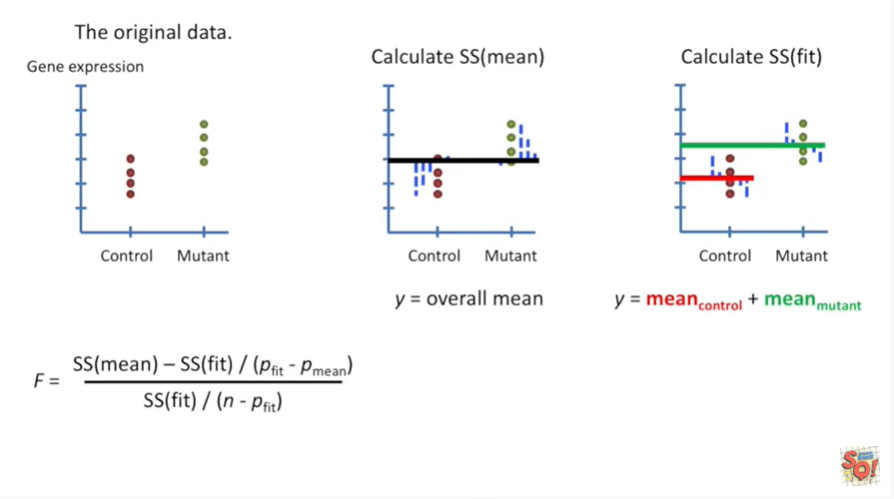 The original data.
Gene expression
Control Mutant
Calculate SS(mean)
Control Mutant
y = overall mean
Calculate SS(fit)
Control Mutant
y = mean_control + mean_mutant
F = SS(mean) – SS(fit) / (p_fit - p_mean)
SS(fit) / (n - p_fit)
SQ!